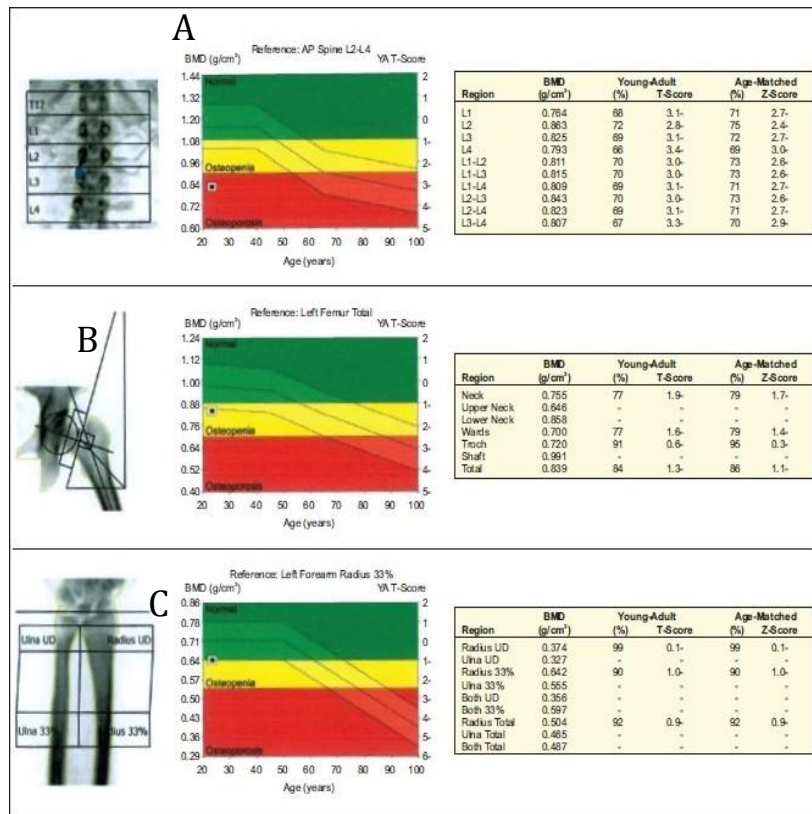 A
Reference: AP Spine L2-L4
BMD (g/cm²) YA T-Score
1.44 2
1.32 1
1.20 0
1.08 1-
0.96 2-
0.84 3-
0.72 4-
0.60 5-
Normal
Osteopenia
Osteoporosis
20 30 40 50 60 70 80 90 100
Age (years)
T12
L1
L2
L3
L4
BMD Young-Adult Age-Matched
Region (g/cm²) (%) T-Score (%) Z-Score
L1 0.764 68 3.1- 71 2.7-
L2 0.863 72 2.8- 75 2.4-
L3 0.825 69 3.1- 72 2.7-
L4 0.793 66 3.4- 69 3.0-
L1-L2 0.811 70 3.0- 73 2.6-
L1-L3 0.815 70 3.0- 73 2.6-
L1-L4 0.809 69 3.1- 71 2.7-
L2-L3 0.843 70 3.0- 73 2.6-
L2-L4 0.823 69 3.1- 71 2.7-
L3-L4 0.807 67 3.3- 70 2.9-
B
Reference: Left Femur Total
BMD (g/cm²) YA T-Score
1.24 2
1.12 1
1.00 0
0.88 1-
0.76 2-
0.64 3-
0.52 4-
0.40 5-
Normal
Osteopenia
Osteoporosis
20 30 40 50 60 70 80 90 100
Age (years)
BMD Young-Adult Age-Matched
Region (g/cm²) (%) T-Score (%) Z-Score
Neck 0.755 77 1.9- 79 1.7-
Upper Neck 0.646 - - - -
Lower Neck 0.858 - - - -
Wards 0.700 77 1.6- 79 1.4-
Troch 0.720 91 0.6- 95 0.3-
Shaft 0.991 - - - -
Total 0.839 84 1.3- 86 1.1-
C
Reference: Left Forearm Radius 33%
BMD (g/cm²) YA T-Score
0.86 2
0.78 1
0.71 0
0.64 1-
0.57 2-
0.50 3-
0.43 4-
0.36 5-
0.29 6-
Normal
Osteopenia
Osteoporosis
20 30 40 50 60 70 80 90 100
Age (years)
Ulna UD Radius UD
Ulna 33% dius 33%
BMD Young-Adult Age-Matched
Region (g/cm²) (%) T-Score (%) Z-Score
Radius UD 0.374 99 0.1- 99 0.1-
Ulna UD 0.327 - - - -
Radius 33% 0.642 90 1.0- 90 1.0-
Ulna 33% 0.555 - - - -
Both UD 0.356 - - - -
Both 33% 0.597 - - - -
Radius Total 0.504 92 0.9- 92 0.9-
Ulna Total 0.465 - - - -
Both Total 0.487 - - - -